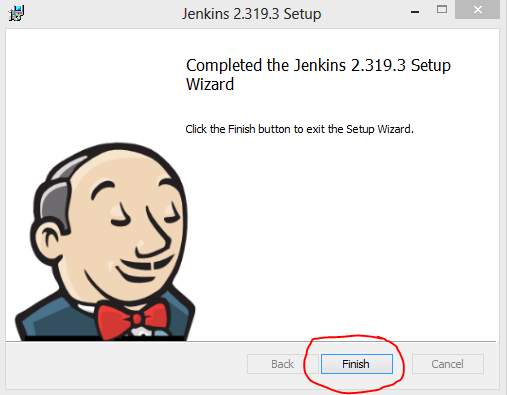 Jenkins 2.319.3 Setup
Completed the Jenkins 2.319.3 Setup
Wizard
Click the Finish button to exit the Setup Wizard.
Back
Finish
Cancel